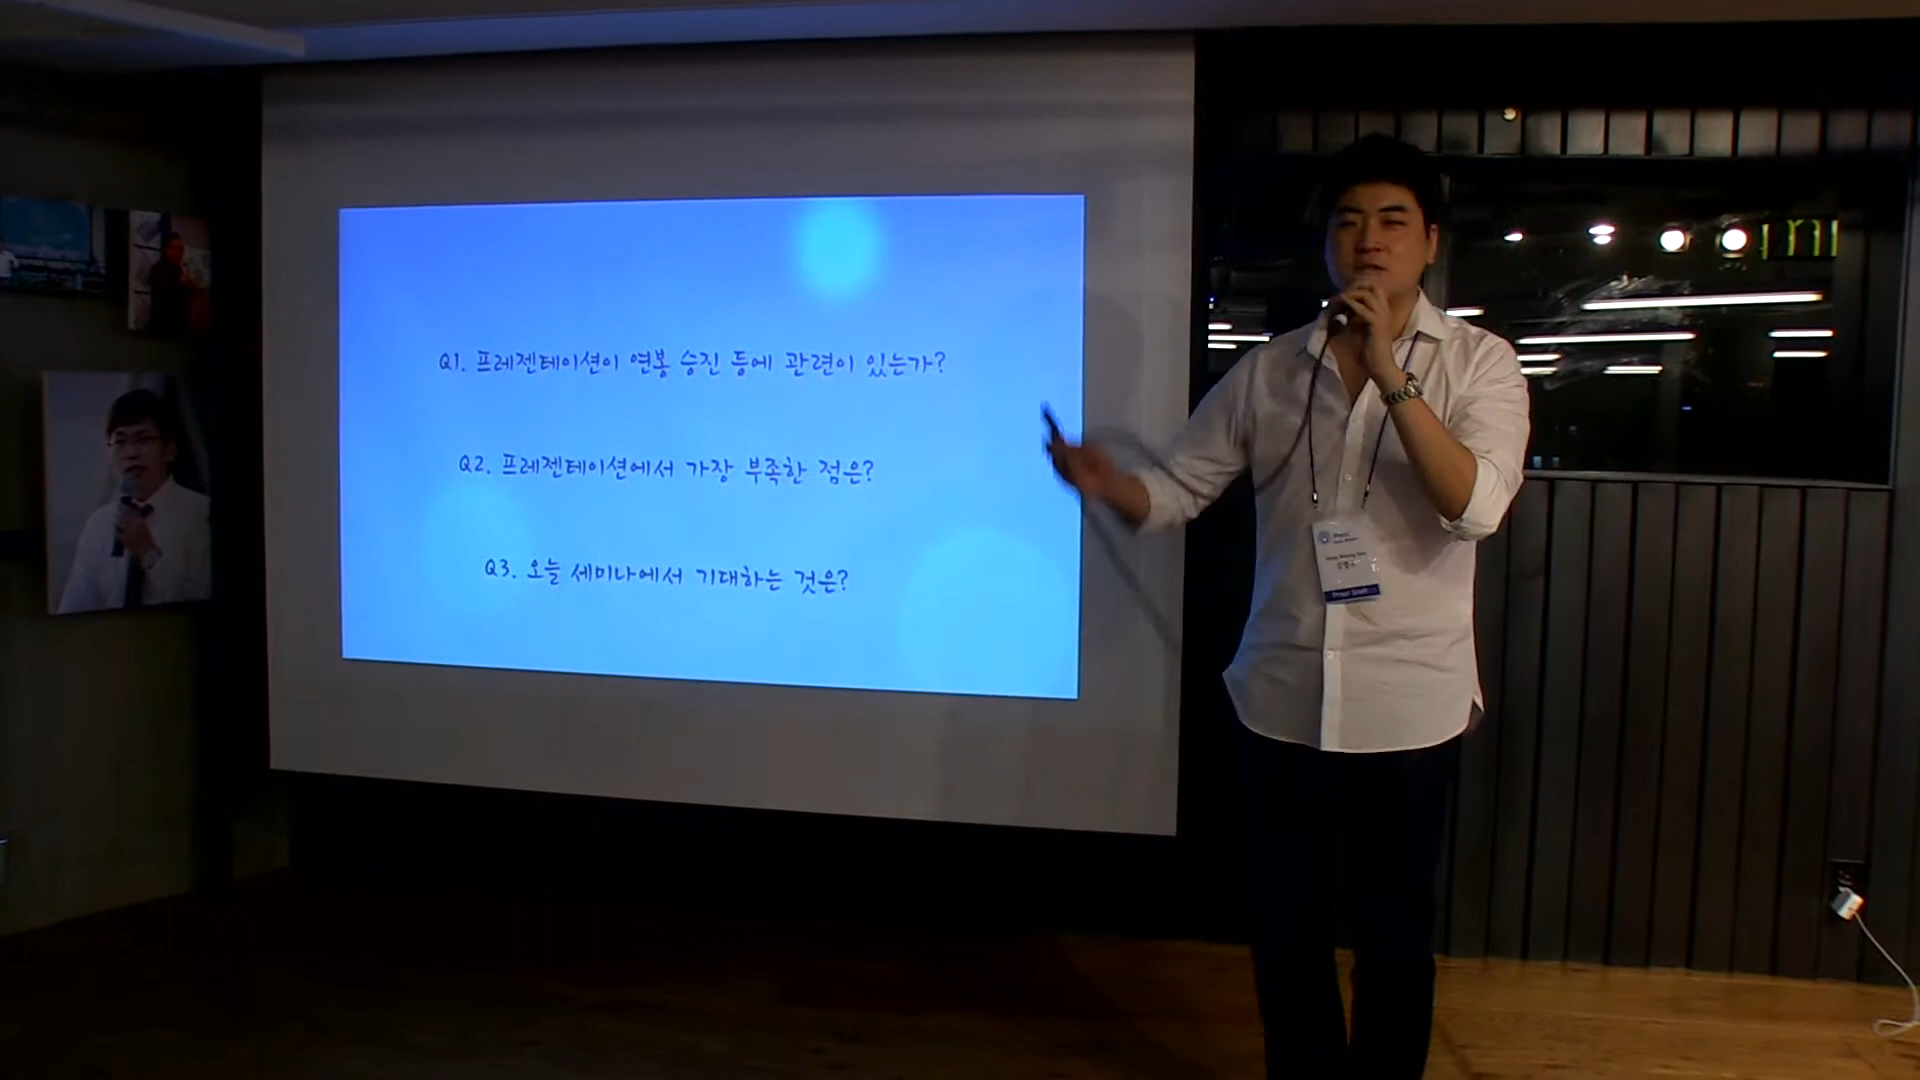 Q1. 프레젠테이션이 연봉 승진 등에 관련이 있는가?
Q2. 프레젠테이션에서 가장 부족한 점은?
Q3. 오늘 세미나에서 기대하는 것은?
Prezi